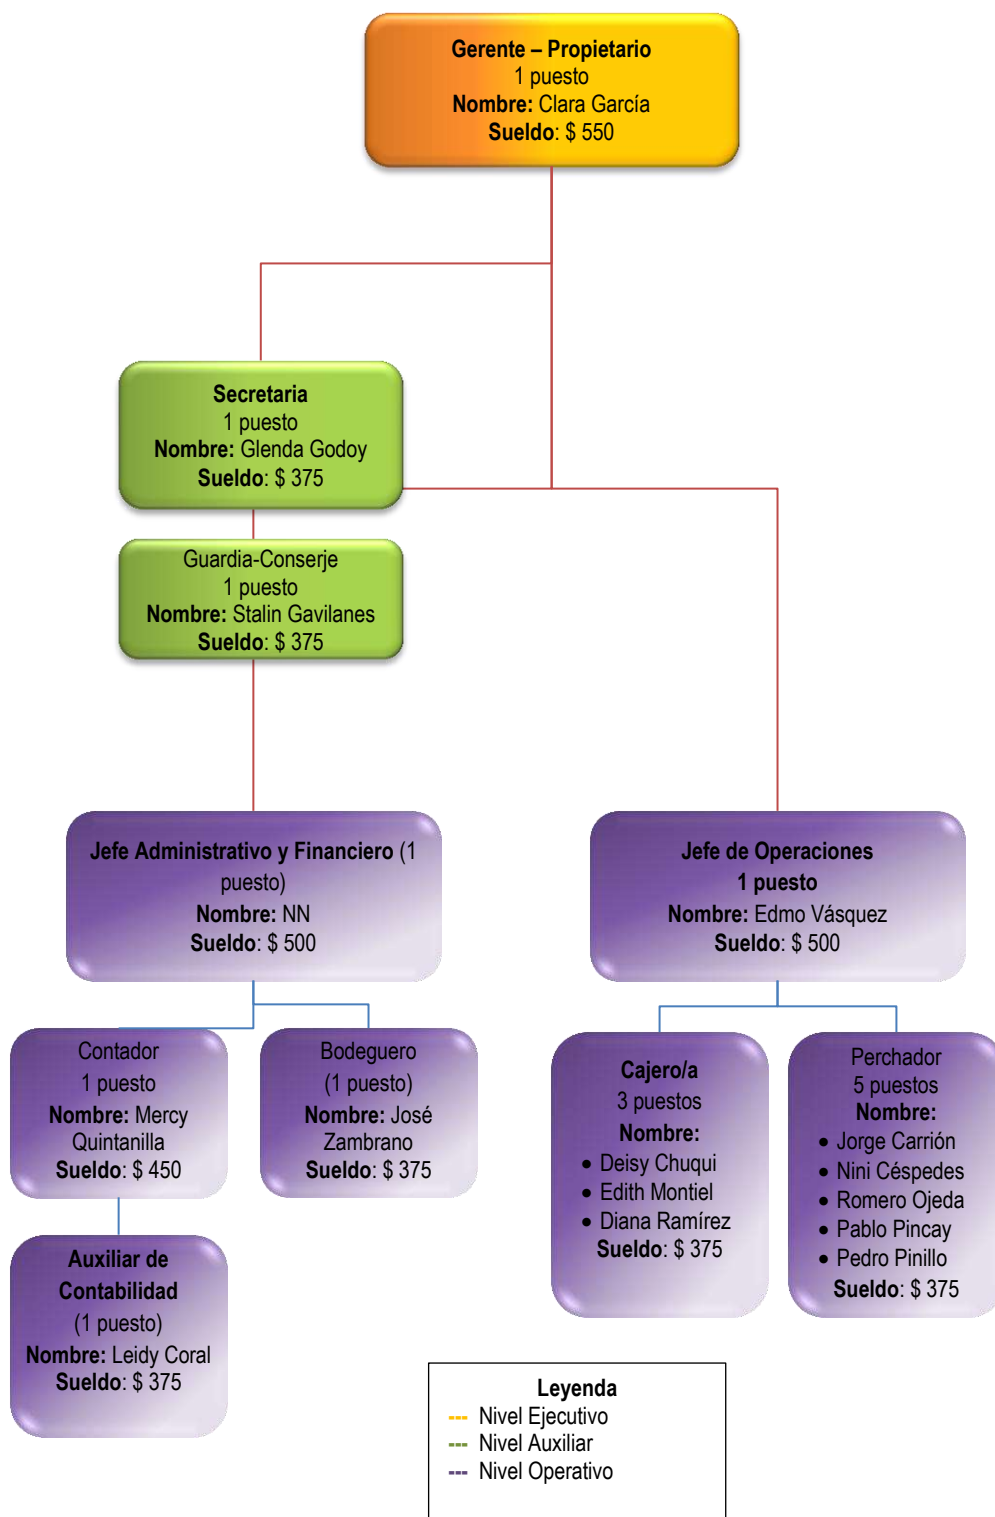 Gerente – Propietario
1 puesto
Nombre: Clara García
Sueldo: $ 550
Secretaria
1 puesto
Nombre: Glenda Godoy
Sueldo: $ 375
Guardia-Conserje
1 puesto
Nombre: Stalin Gavilanes
Sueldo: $ 375
Jefe Administrativo y Financiero (1
puesto)
Nombre: NN
Sueldo: $ 500
Jefe de Operaciones
1 puesto
Nombre: Edmo Vásquez
Sueldo: $ 500
Contador
1 puesto
Nombre: Mercy
Quintanilla
Sueldo: $ 450
Bodeguero
(1 puesto)
Nombre: José
Zambrano
Sueldo: $ 375
Cajero/a
3 puestos
Nombre:
• Deisy Chuqui
• Edith Montiel
• Diana Ramírez
Sueldo: $ 375
Perchador
5 puestos
Nombre:
• Jorge Carrión
• Nini Céspedes
• Romero Ojeda
• Pablo Pincay
• Pedro Pinillo
Sueldo: $ 375
Auxiliar de
Contabilidad
(1 puesto)
Nombre: Leidy Coral
Sueldo: $ 375
Leyenda
--- Nivel Ejecutivo
--- Nivel Auxiliar
--- Nivel Operativo